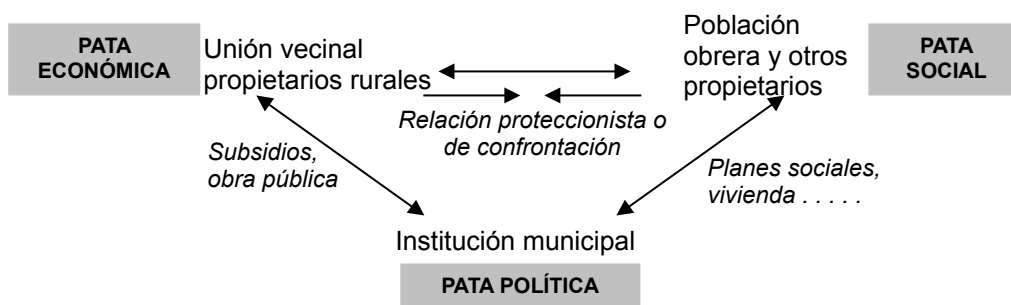 PATA
ECONÓMICA
Unión vecinal
propietarios rurales
Población
obrera y otros
propietarios
PATA
SOCIAL
Relación proteccionista o
de confrontación
Subsidios,
obra pública
Planes sociales,
vivienda . . . . .
Institución municipal
PATA POLÍTICA